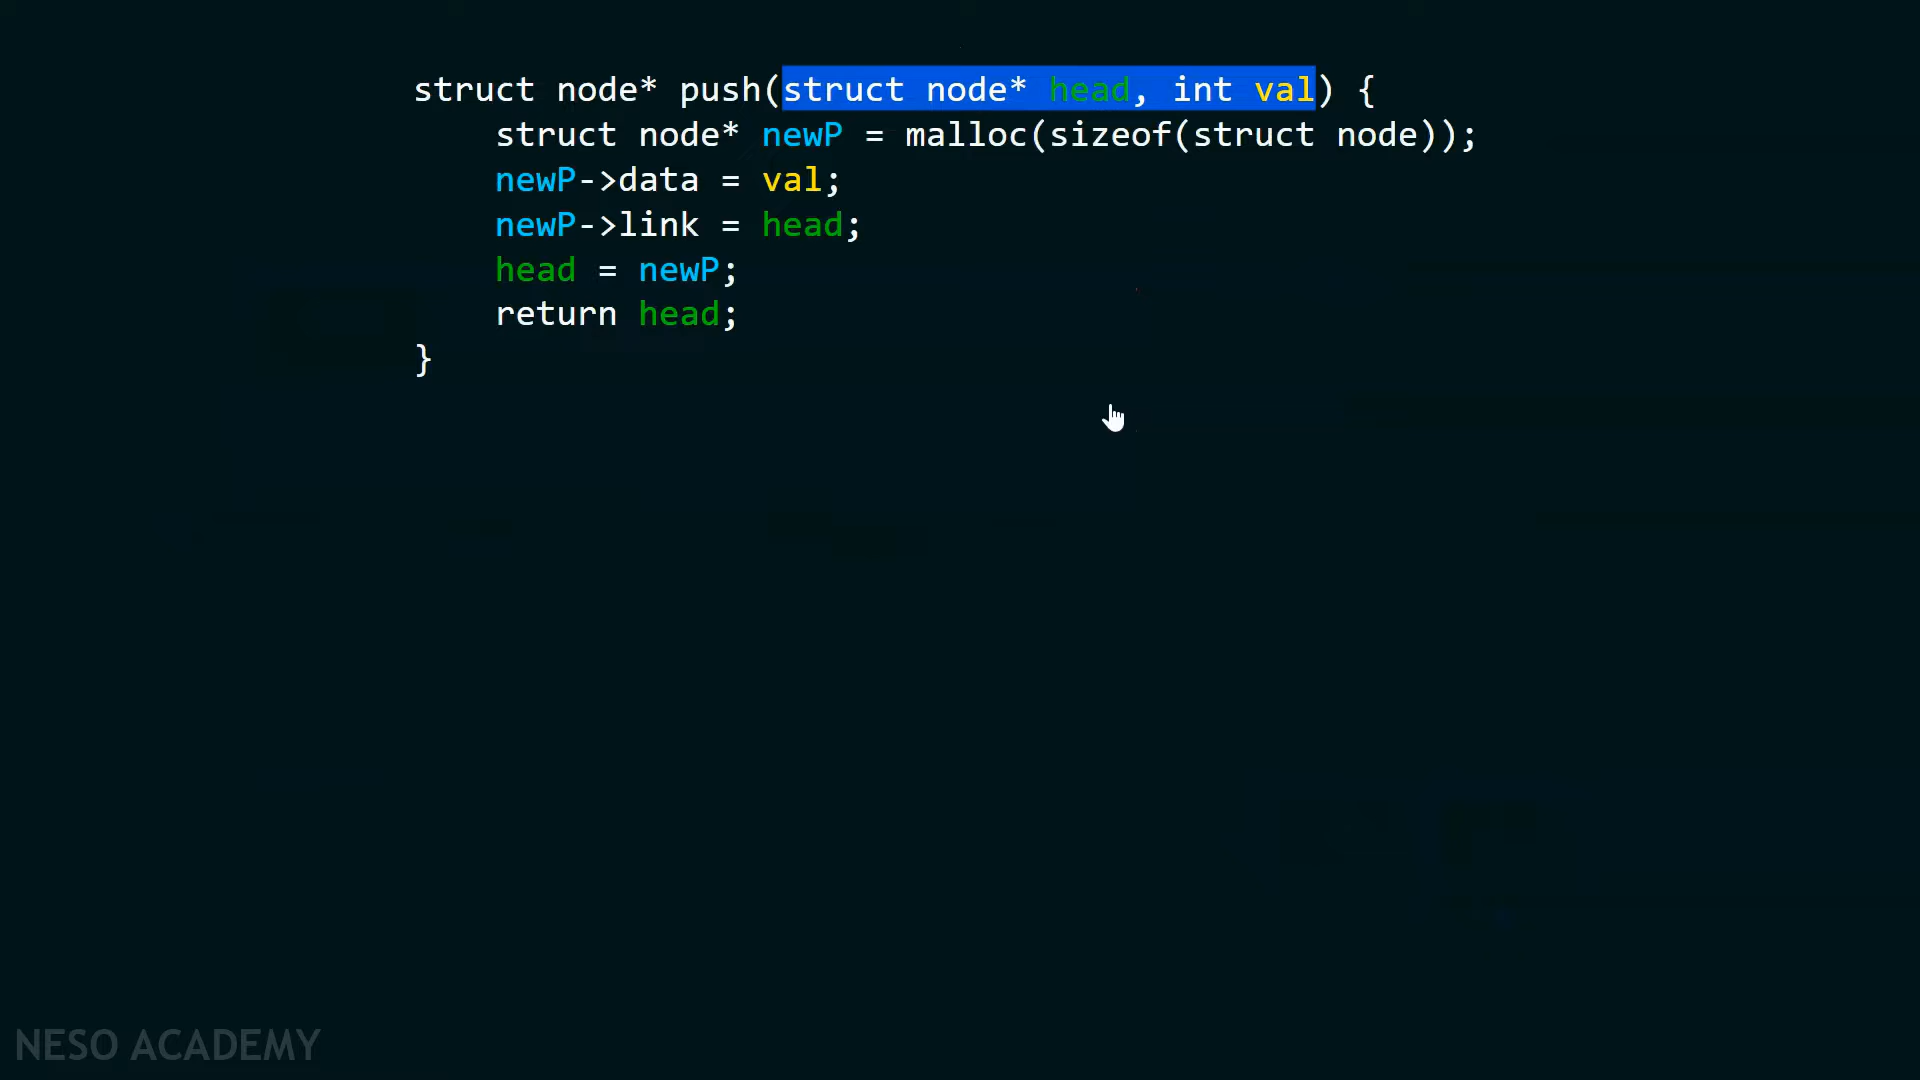 struct node* push(struct node* head, int val) {
    struct node* newP = malloc(sizeof(struct node));
    newP->data = val;
    newP->link = head;
    head = newP;
    return head;
}
NESO ACADEMY